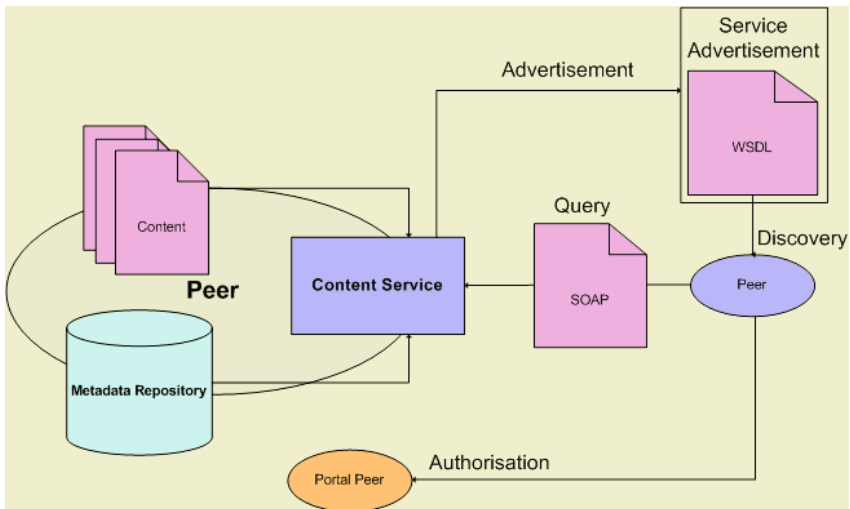 Service
Advertisement
Advertisement
WSDL
Content
Query
Discovery
Peer
Content Service
Peer
SOAP
Metadata Repository
Authorisation
Portal Peer